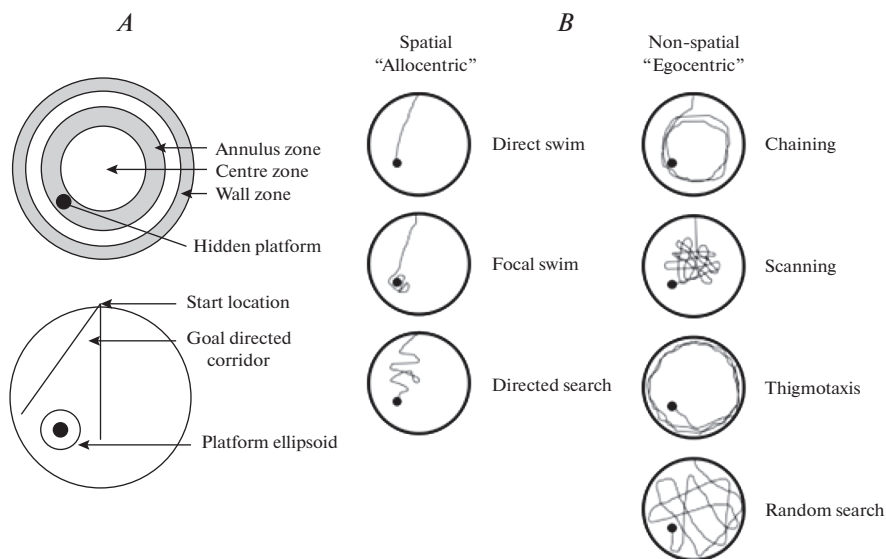 A
Annulus zone
Centre zone
Wall zone
Hidden platform
Start location
Goal directed
corridor
Platform ellipsoid
B
Spatial
“Allocentric”
Direct swim
Focal swim
Directed search
Non-spatial
“Egocentric”
Chaining
Scanning
Thigmotaxis
Random search